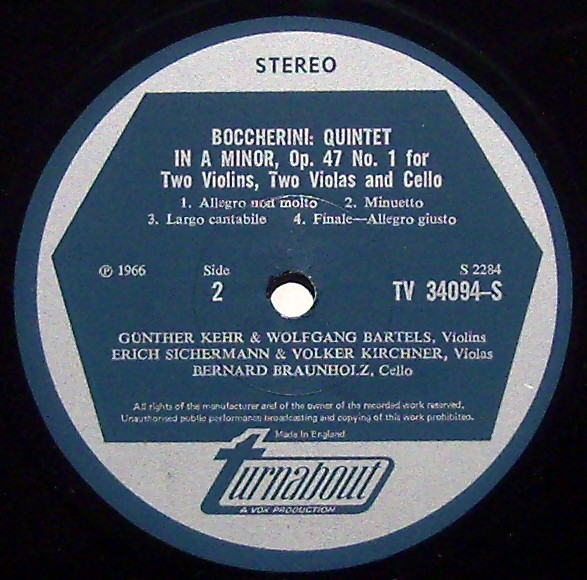 STEREO
BOCCHERINI: QUINTET
IN A MINOR, Op. 47 No. 1 for
Two Violins, Two Violas and Cello
1. Allegro non molto 2. Minuetto
3. Largo cantabile 4. Finale—Allegro giusto
℗ 1966 Side S 2284
2 TV 34094-S
GÜNTHER KEHR & WOLFGANG BARTELS, Violins
ERICH SICHERMANN & VOLKER KIRCHNER, Violas
BERNARD BRAUNHOLZ, Cello
All rights of the manufacturer and of the owner of the recorded work reserved.
Unauthorised public performance broadcasting and copying of this work prohibited.
Made in England
turnabout
A VOX PRODUCTION